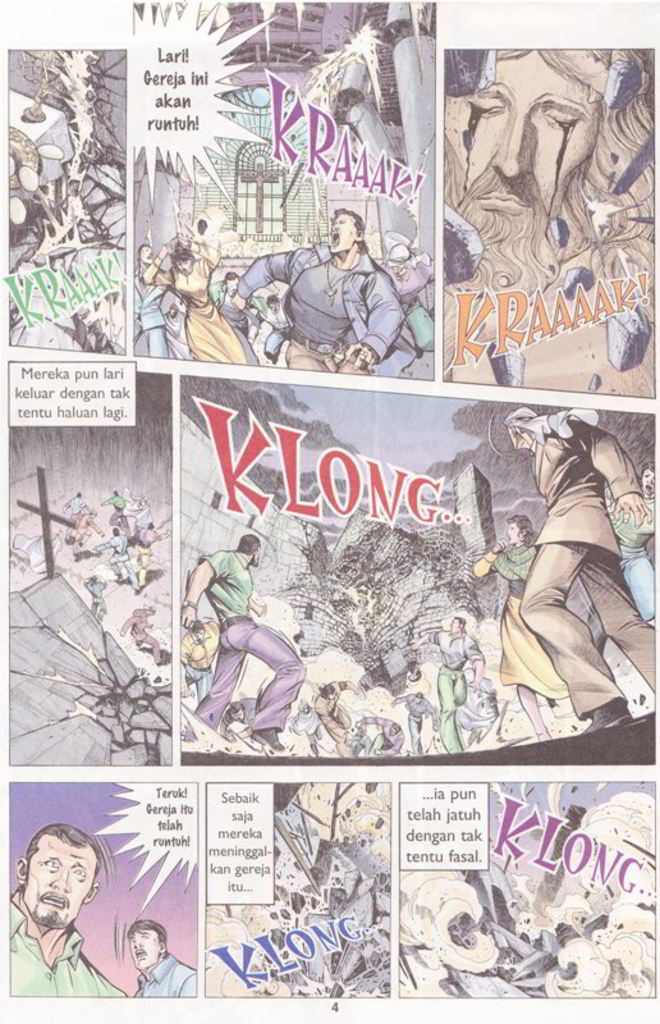 Lari!
Gereja ini
akan
runtuh!
KRAAAK!
KRAAAK!
KRAAAAK!
Mereka pun lari
keluar dengan tak
tentu haluan lagi.
KLONG...
Teruk!
Gereja itu
telah
runtuh!
Sebaik
saja
mereka
meninggal-
kan gereja
itu...
KLONG..
...ia pun
telah jatuh
dengan tak
tentu fasal.
KLONG...
4